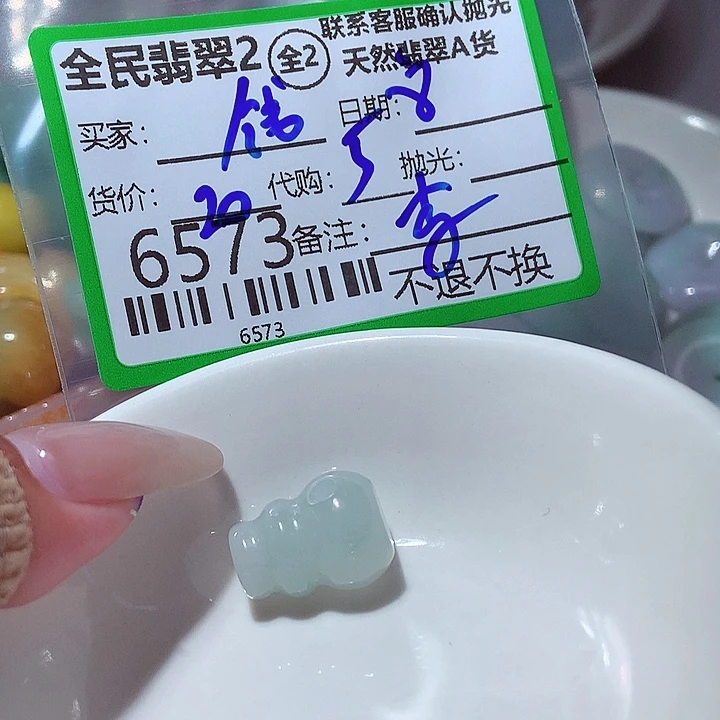 联系客服确认抛光
全民翡翠2 全2 天然翡翠A货
买家: 日期:
货价: 代购: 5 抛光:
6573 备注: 李
不退不换
6573